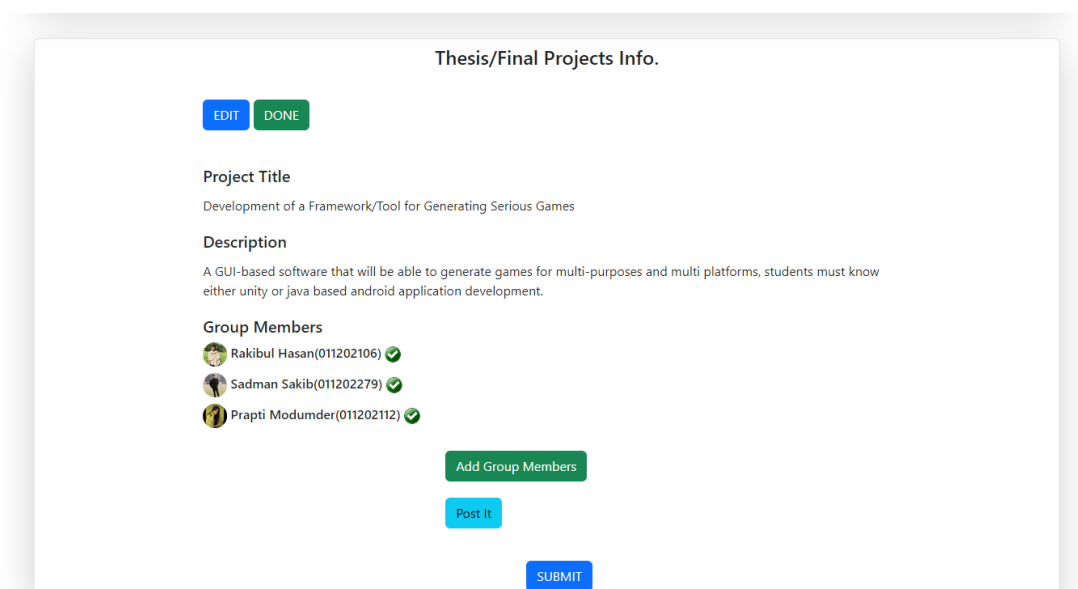 Thesis/Final Projects Info.
EDIT DONE
Project Title
Development of a Framework/Tool for Generating Serious Games
Description
A GUI-based software that will be able to generate games for multi-purposes and multi platforms, students must know
either unity or java based android application development.
Group Members
Rakibul Hasan(011202106)
Sadman Sakib(011202279)
Prapti Modumder(011202112)
Add Group Members
Post It
SUBMIT